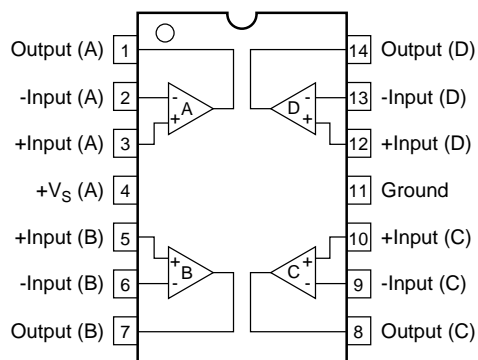 Output (A) 1 14 Output (D)
-Input (A) 2 - - 13 -Input (D)
A D
+Input (A) 3 + + 12 +Input (D)
+VS (A) 4 11 Ground
+Input (B) 5 + + 10 +Input (C)
B C
-Input (B) 6 - - 9 -Input (C)
Output (B) 7 8 Output (C)